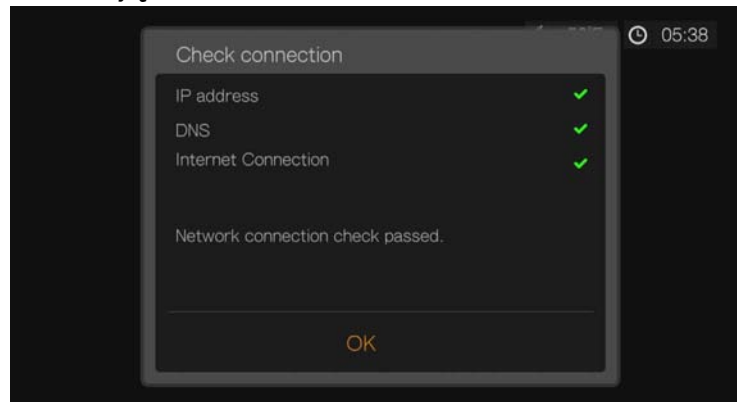 05:38
Check connection
IP address
DNS
Internet Connection
Network connection check passed.
OK